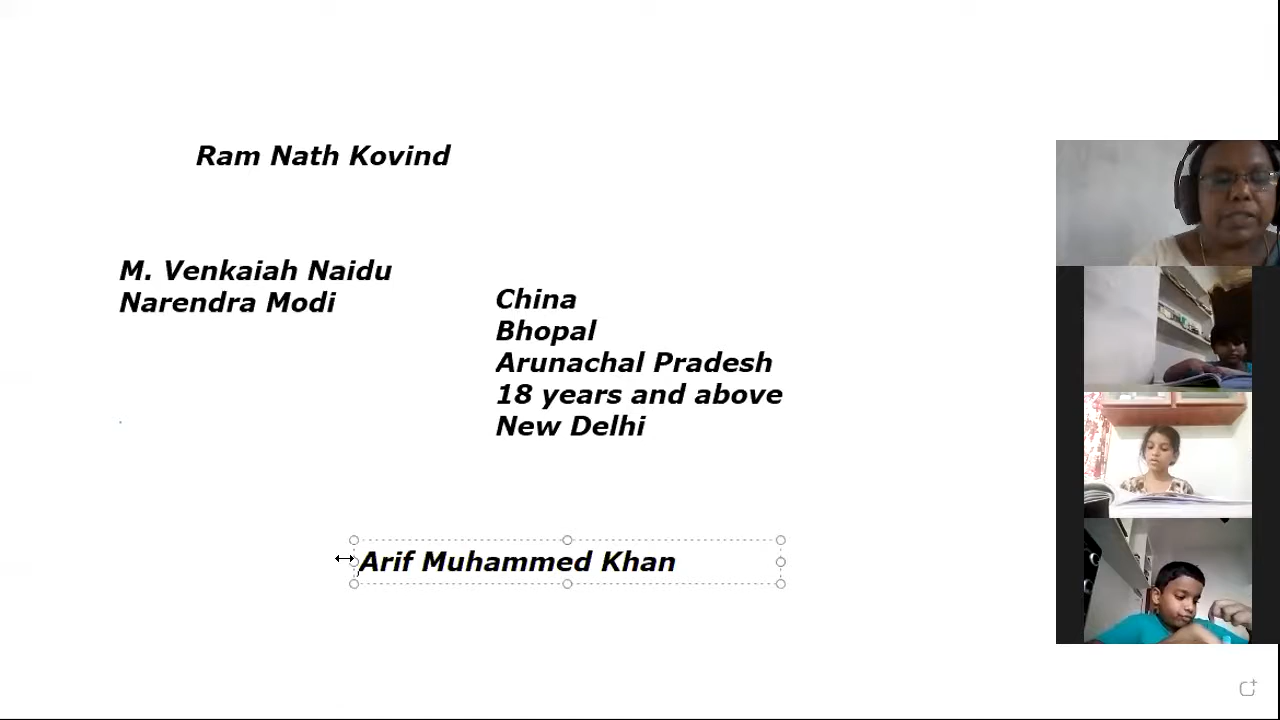 Ram Nath Kovind
M. Venkaiah Naidu
Narendra Modi
China
Bhopal
Arunachal Pradesh
18 years and above
New Delhi
Arif Muhammed Khan